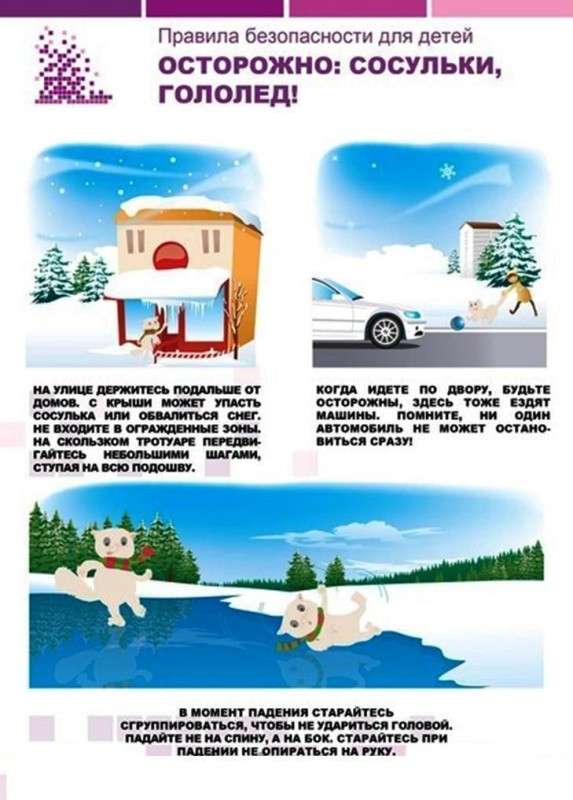 Правила безопасности для детей
ОСТОРОЖНО: СОСУЛЬКИ,
ГОЛОЛЕД!
НА УЛИЦЕ ДЕРЖИТЕСЬ ПОДАЛЬШЕ ОТ
ДОМОВ. С КРЫШИ МОЖЕТ УПАСТЬ
СОСУЛЬКА ИЛИ ОБВАЛИТЬСЯ СНЕГ.
НЕ ВХОДИТЕ В ОГРАЖДЕННЫЕ ЗОНЫ.
НА СКОЛЬЗКОМ ТРОТУАРЕ ПЕРЕДВИ-
ГАЙТЕСЬ НЕБОЛЬШИМИ ШАГАМИ,
СТУПАЯ НА ВСЮ ПОДОШВУ.
КОГДА ИДЕТЕ ПО ДВОРУ, БУДЬТЕ
ОСТОРОЖНЫ, ЗДЕСЬ ТОЖЕ ЕЗДЯТ
МАШИНЫ. ПОМНИТЕ, НИ ОДИН
АВТОМОБИЛЬ НЕ МОЖЕТ ОСТАНО-
ВИТЬСЯ СРАЗУ!
В МОМЕНТ ПАДЕНИЯ СТАРАЙТЕСЬ
СГРУППИРОВАТЬСЯ, ЧТОБЫ НЕ УДАРИТЬСЯ ГОЛОВОЙ.
ПАДАЙТЕ НЕ НА СПИНУ, А НА БОК. СТАРАЙТЕСЬ ПРИ
ПАДЕНИИ НЕ ОПИРАТЬСЯ НА РУКУ.